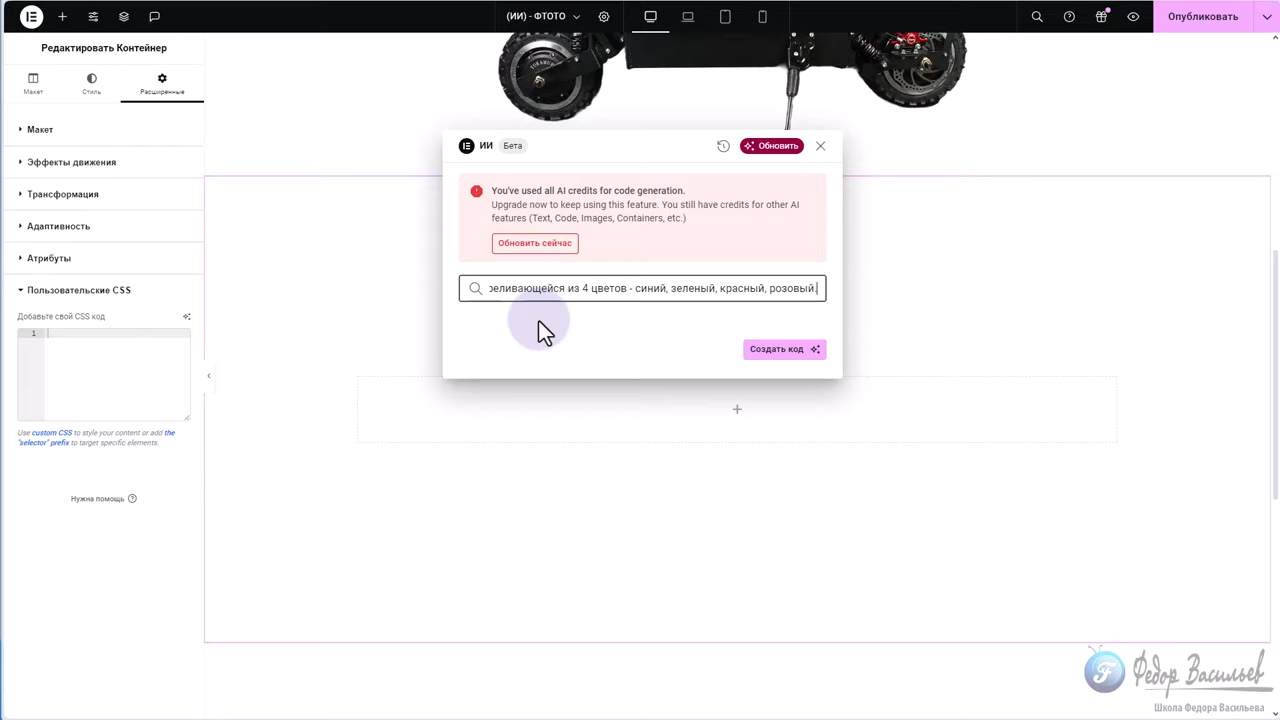 (ИИ) - ФТОТО
Опубликовать
Редактировать Контейнер
Макет
Стиль
Расширенные
Макет
Эффекты движения
Трансформация
Адаптивность
Атрибуты
Пользовательские CSS
Добавьте свой CSS код
1
Use custom CSS to style your content or add the
"selector" prefix to target specific elements.
Нужна помощь
ИИ
Бета
Обновить
You've used all AI credits for code generation.
Upgrade now to keep using this feature. You still have credits for other AI
features (Text, Code, Images, Containers, etc.)
Обновить сейчас
реливающейся из 4 цветов - синий, зеленый, красный, розовый.
Создать код
Федор Васильев
Школа Федора Васильева